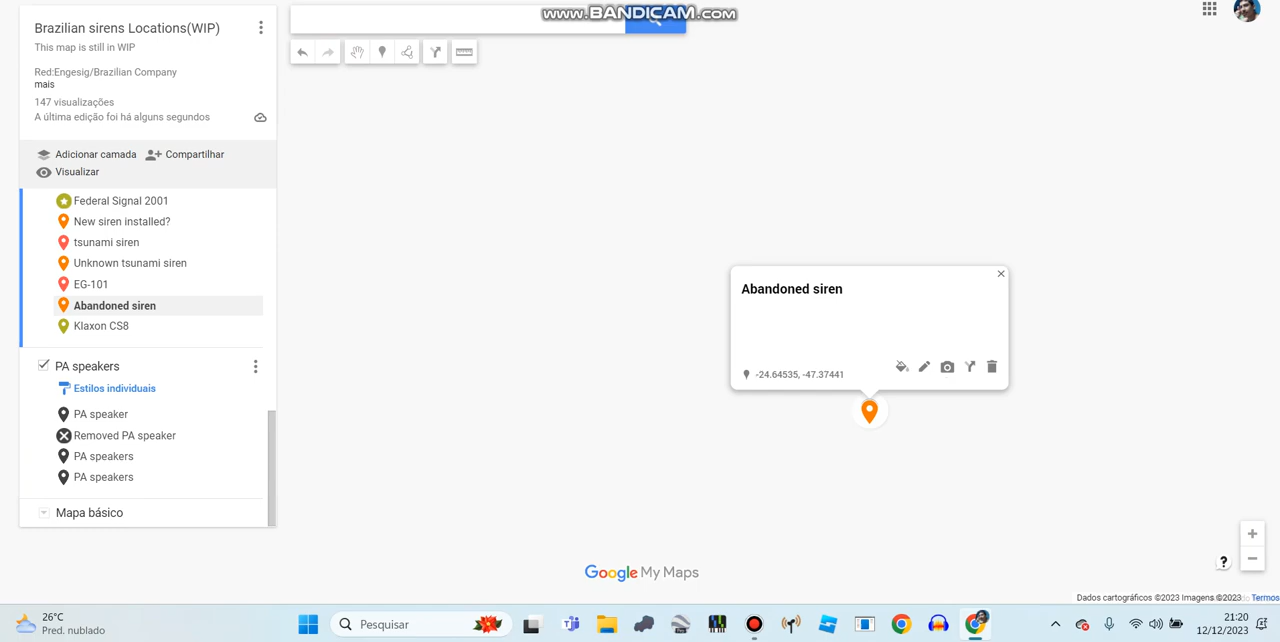 www.BANDICAM.com
Brazilian sirens Locations(WIP)
This map is still in WIP
Red:Engesig/Brazilian Company
mais
147 visualizações
A última edição foi há alguns segundos
Adicionar camada
Compartilhar
Visualizar
Federal Signal 2001
New siren installed?
tsunami siren
Unknown tsunami siren
EG-101
Abandoned siren
Klaxon CS8
PA speakers
Estilos individuais
PA speaker
Removed PA speaker
PA speakers
PA speakers
Mapa básico
Abandoned siren
-24.64535, -47.37441
Google My Maps
Dados cartográficos ©2023 Imagens ©2023
Termos
26°C
Pred. nublado
Pesquisar
21:20
12/12/2023